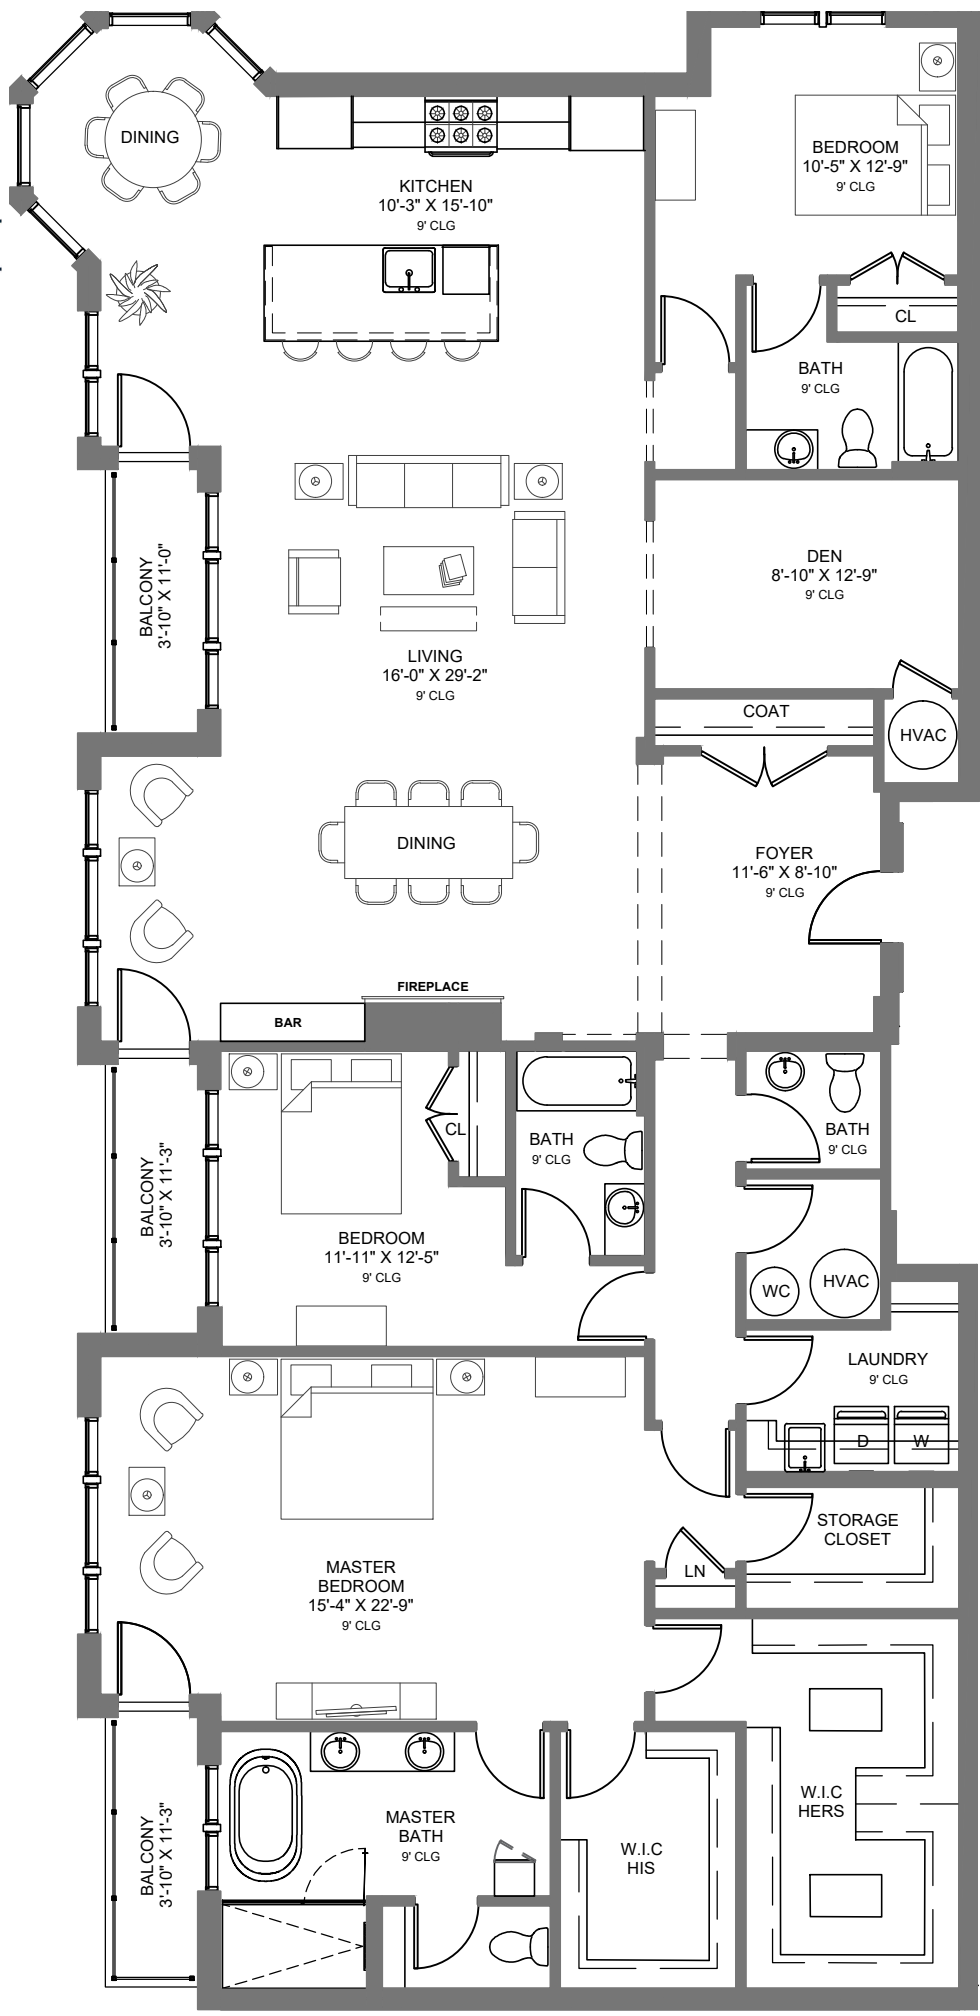 DINING
KITCHEN
10'-3" X 15'-10"
9' CLG
BEDROOM
10'-5" X 12'-9"
9' CLG
CL
BATH
9' CLG
BALCONY
3'-10" X 11'-0"
DEN
8'-10" X 12'-9"
9' CLG
LIVING
16'-0" X 29'-2"
9' CLG
COAT
HVAC
DINING
FOYER
11'-6" X 8'-10"
9' CLG
FIREPLACE
BAR
BALCONY
3'-10" X 11'-3"
CL
BATH
9' CLG
BATH
9' CLG
BEDROOM
11'-11" X 12'-5"
9' CLG
WC
HVAC
LAUNDRY
9' CLG
D
W
STORAGE
CLOSET
LN
MASTER
BEDROOM
15'-4" X 22'-9"
9' CLG
BALCONY
3'-10" X 11'-3"
MASTER
BATH
9' CLG
W.I.C
HIS
W.I.C
HERS